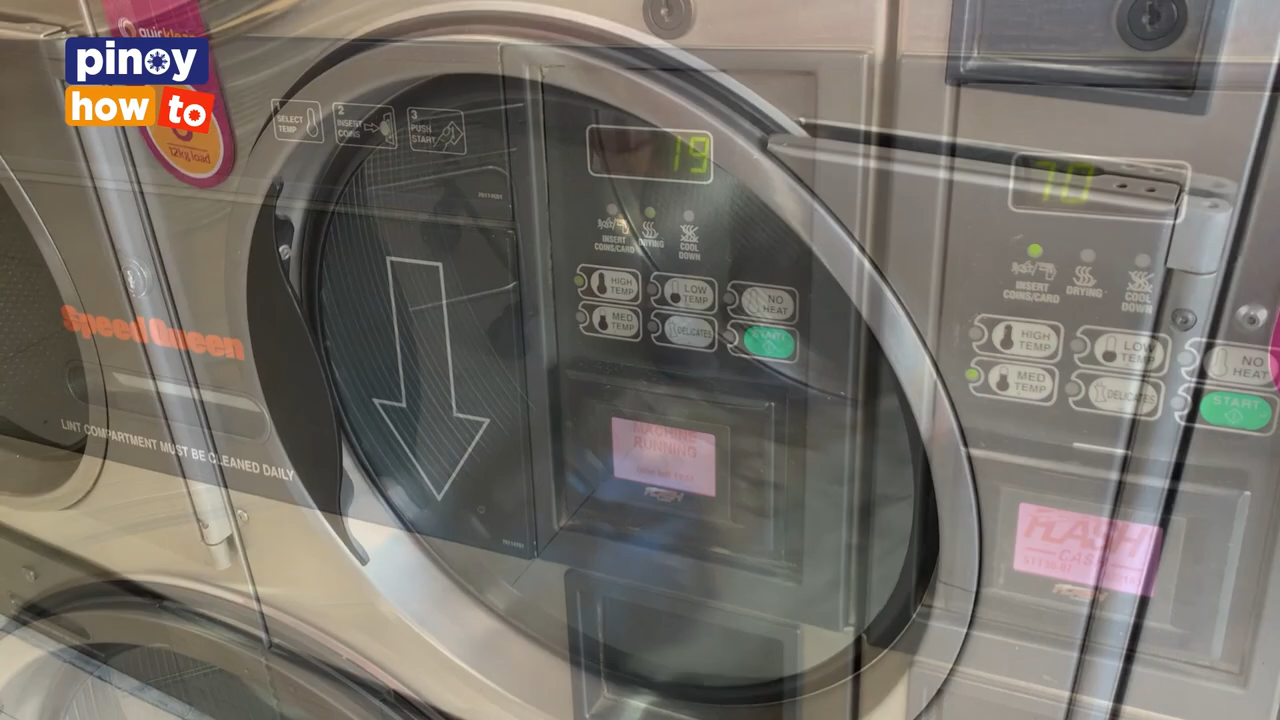 quicklean
pinoy
how to
12kg load
1
SELECT
TEMP
2
INSERT
COINS
3
PUSH
START
19
INSERT
COINS/CARD
DRYING
COOL
DOWN
HIGH
TEMP
LOW
TEMP
NO
HEAT
MED
TEMP
DELICATES
START
MACHINE
RUNNING
FLASH
70
INSERT
COINS/CARD
DRYING
COOL
DOWN
HIGH
TEMP
LOW
TEMP
NO
HEAT
MED
TEMP
DELICATES
START
FLASH
CASH
Speed Queen
LINT COMPARTMENT MUST BE CLEANED DAILY